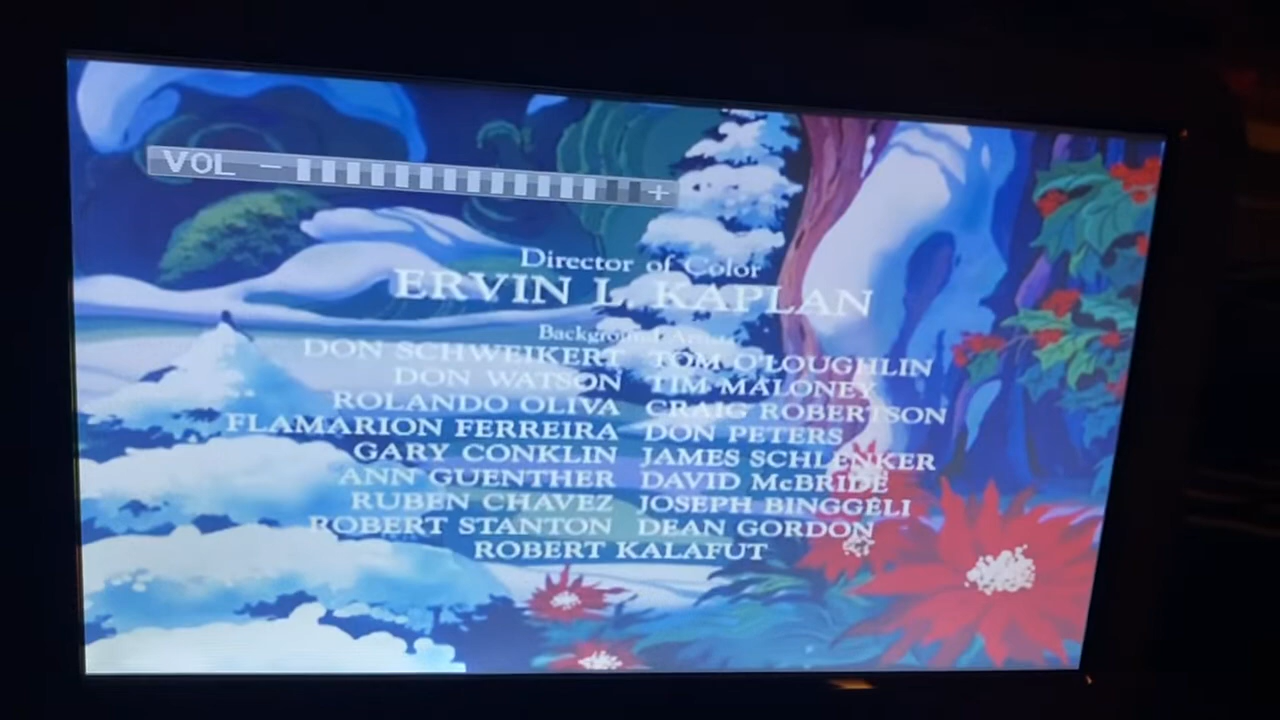 VOL - +
Director of Color
ERVIN L. KAPLAN
Background Artists
DON SCHWEIKERT TOM O'LOUGHLIN
DON WATSON TIM MALONEY
ROLANDO OLIVA CRAIG ROBERTSON
FLAMARION FERREIRA DON PETERS
GARY CONKLIN JAMES SCHLENKER
ANN GUENTHER DAVID McBRIDE
RUBEN CHAVEZ JOSEPH BINGGELI
ROBERT STANTON DEAN GORDON
ROBERT KALAFUT